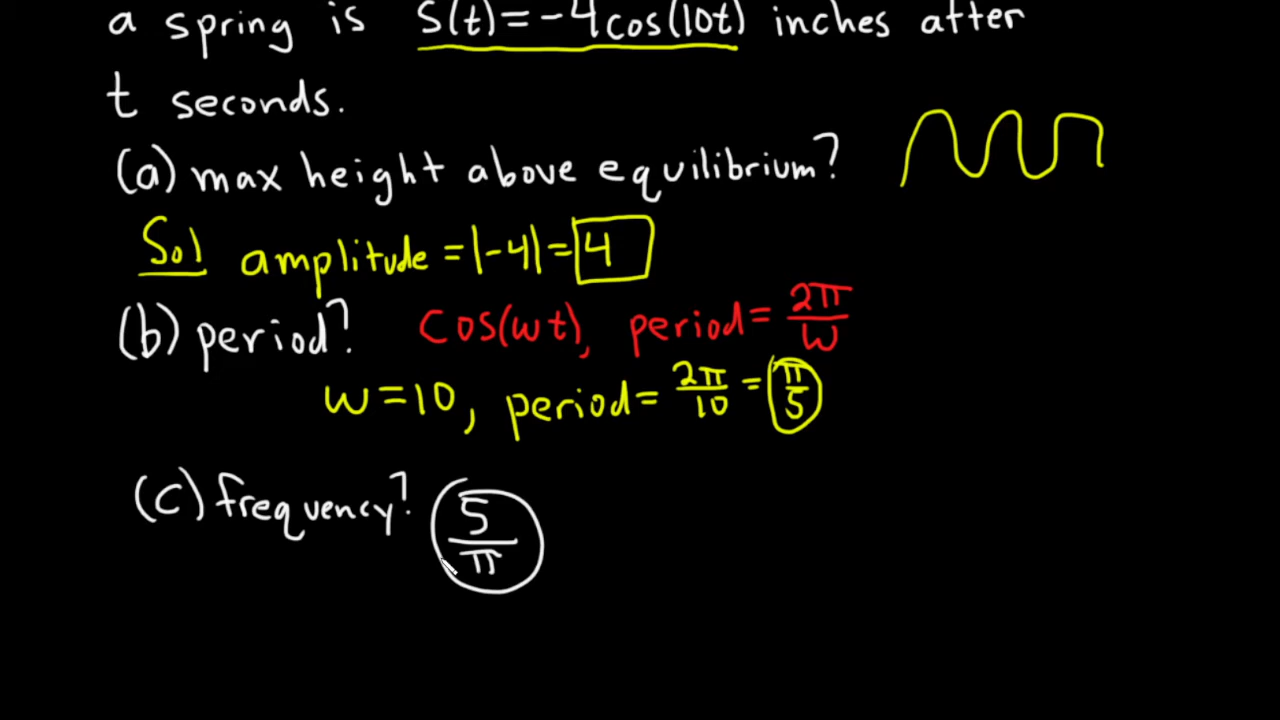 a spring is S(t)=-4cos(10t) inches after
t seconds.
(a) max height above equilibrium?
Sol amplitude = |-4| = 4
(b) period? cos(wt), period = 2π/w
w = 10, period = 2π/10 = π/5
(c) frequency? 5/π